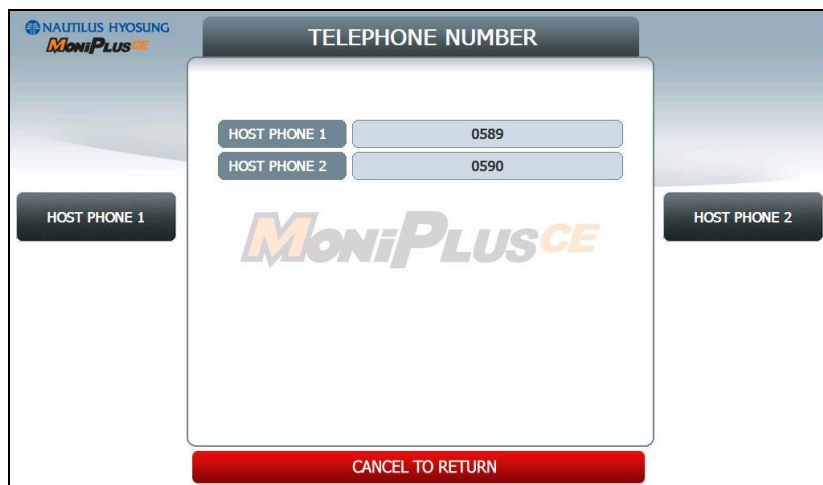 NAUTILUS HYOSUNG
MoniPlusCE
TELEPHONE NUMBER
HOST PHONE 1 0589
HOST PHONE 2 0590
HOST PHONE 1
HOST PHONE 2
MoniPlusCE
CANCEL TO RETURN